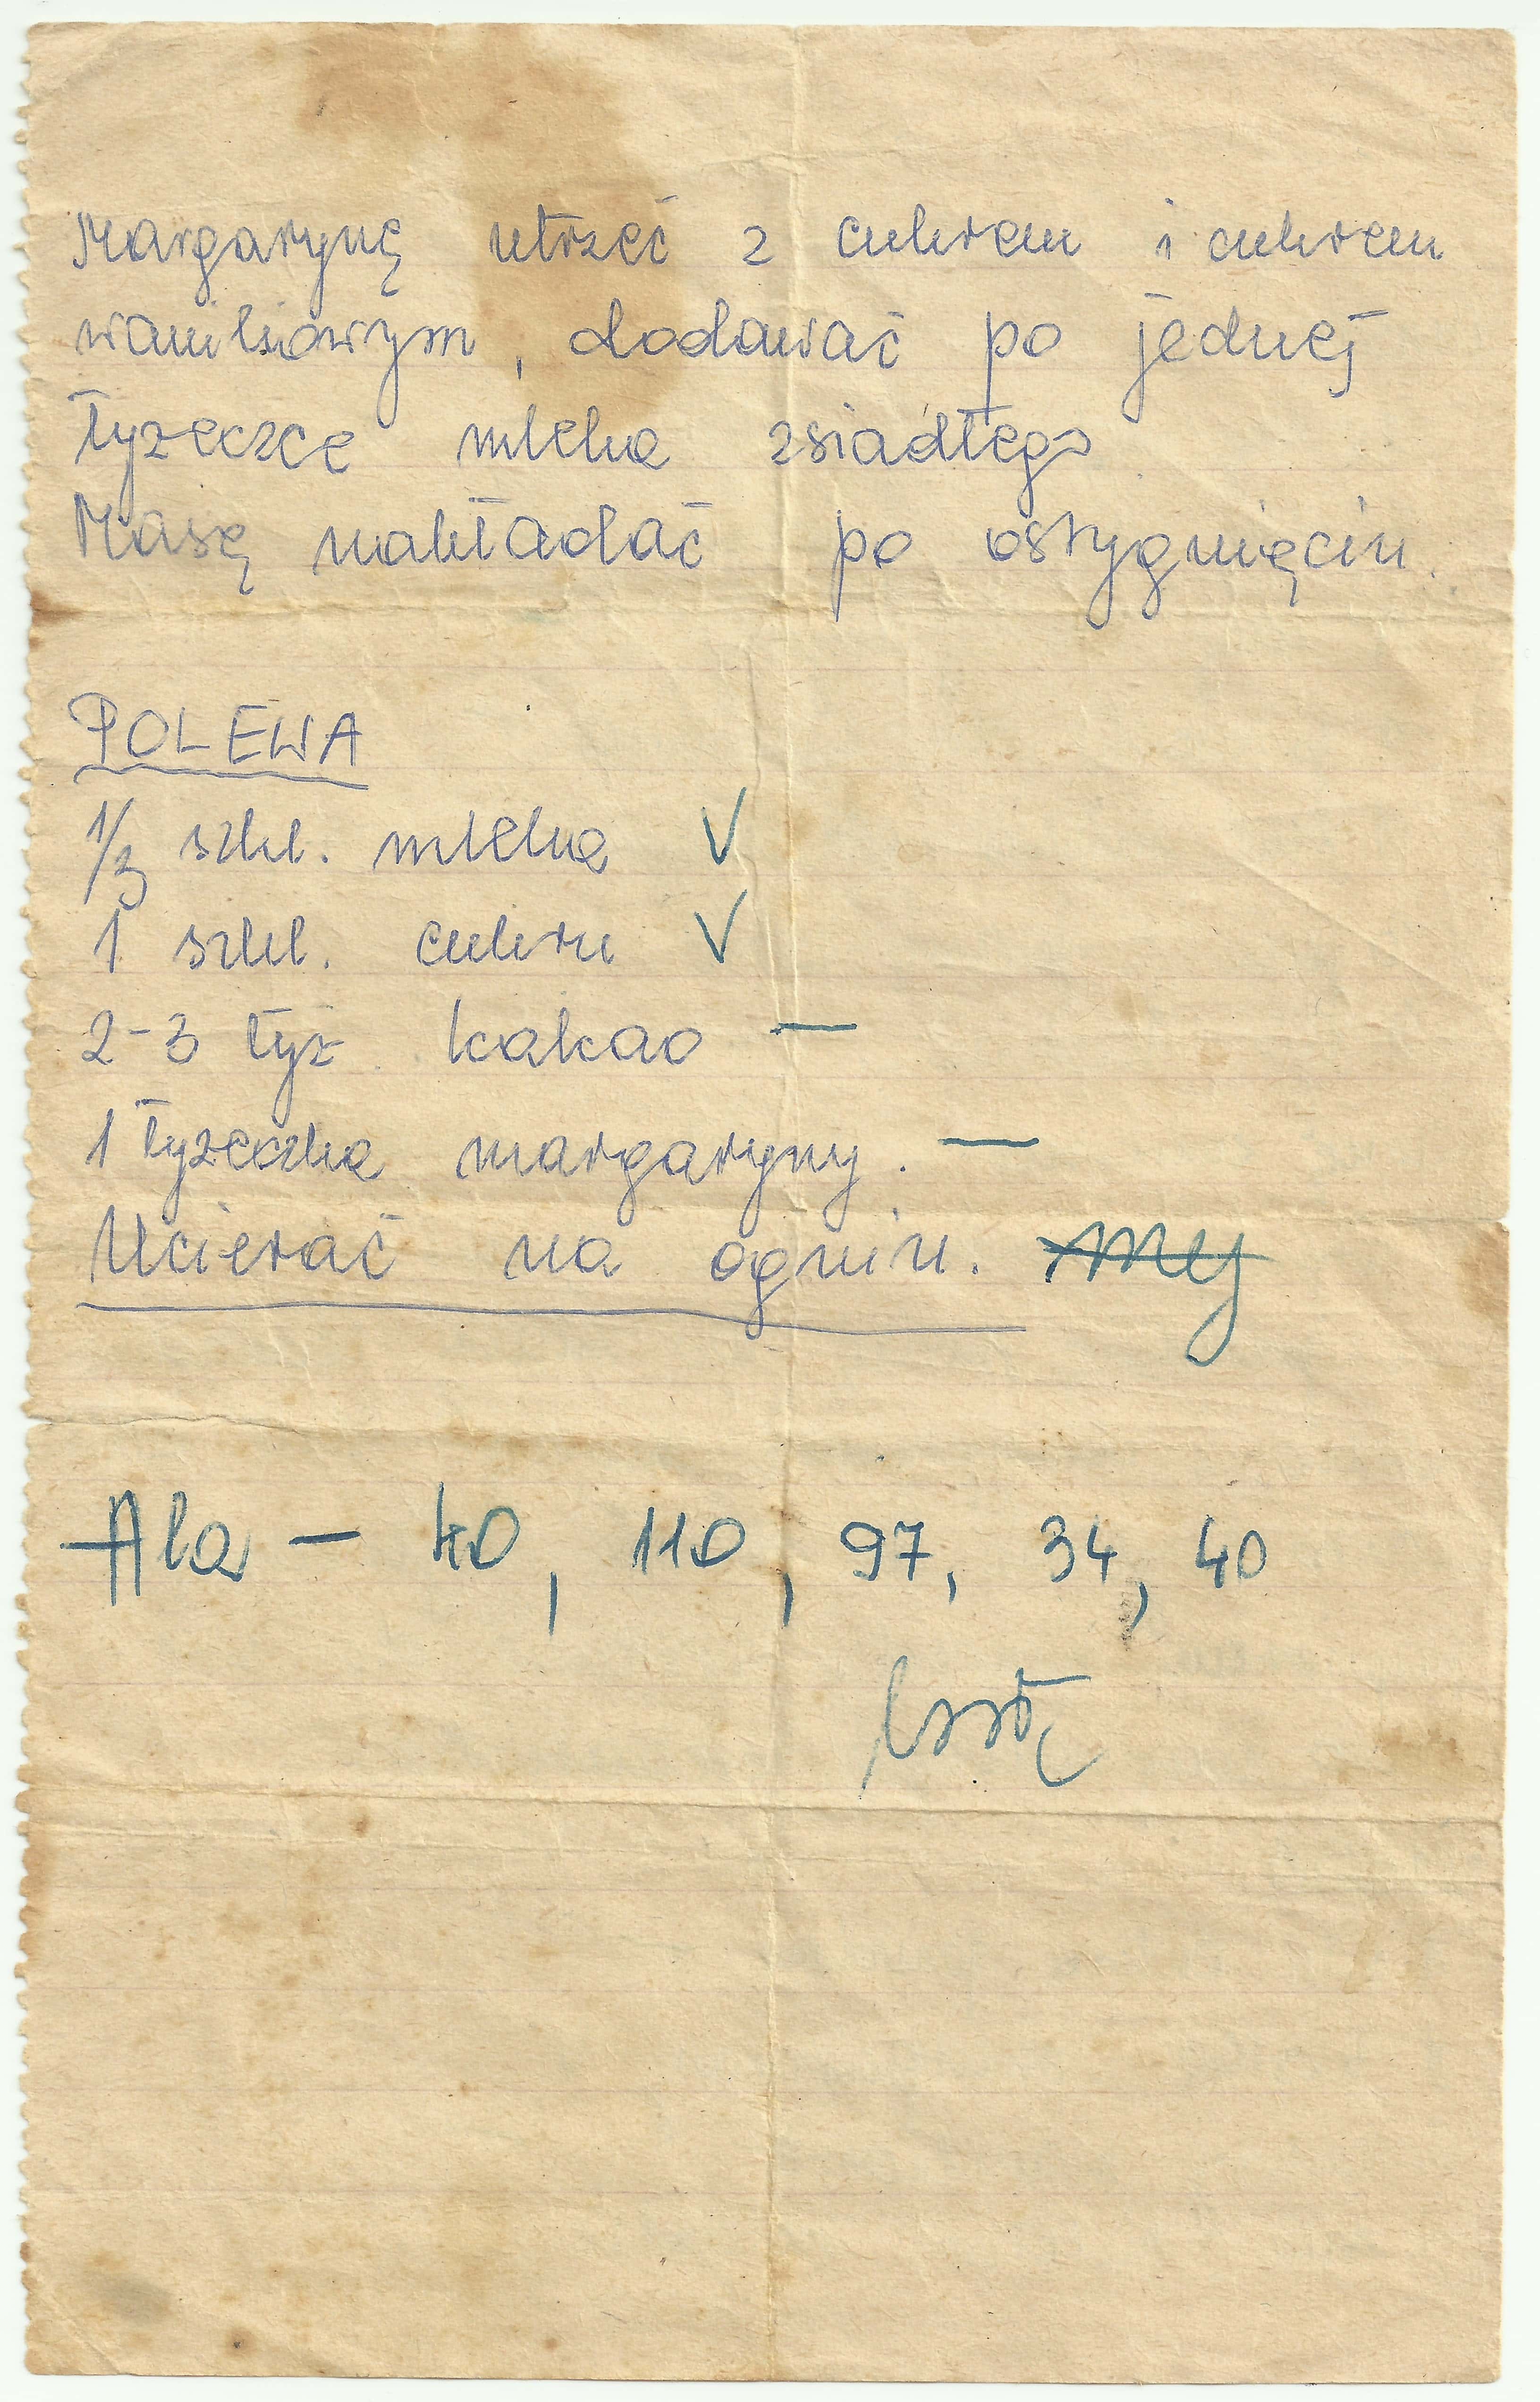 Margarynę utrzeć z cukrem i cukrem
waniliowym, dodawać po jednej
łyżeczce mleka zsiadłego
Masę nakładać po ostygnięciu.
POLEWA
1/3 szkl. mleka V
1 szkl. cukru V
2-3 łyż. kakao —
1 łyżeczka margaryny. —
Ucierać na ogniu.
Ala - 40, 110, 97, 34, 40